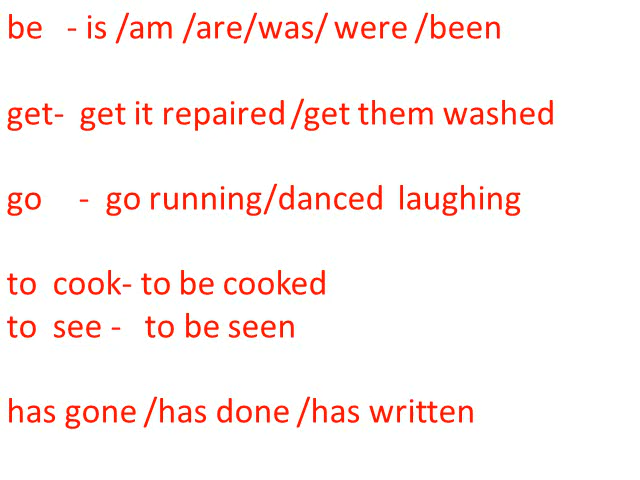 be - is /am /are/was/ were /been
get- get it repaired /get them washed
go - go running/danced laughing
to cook- to be cooked
to see - to be seen
has gone /has done /has written